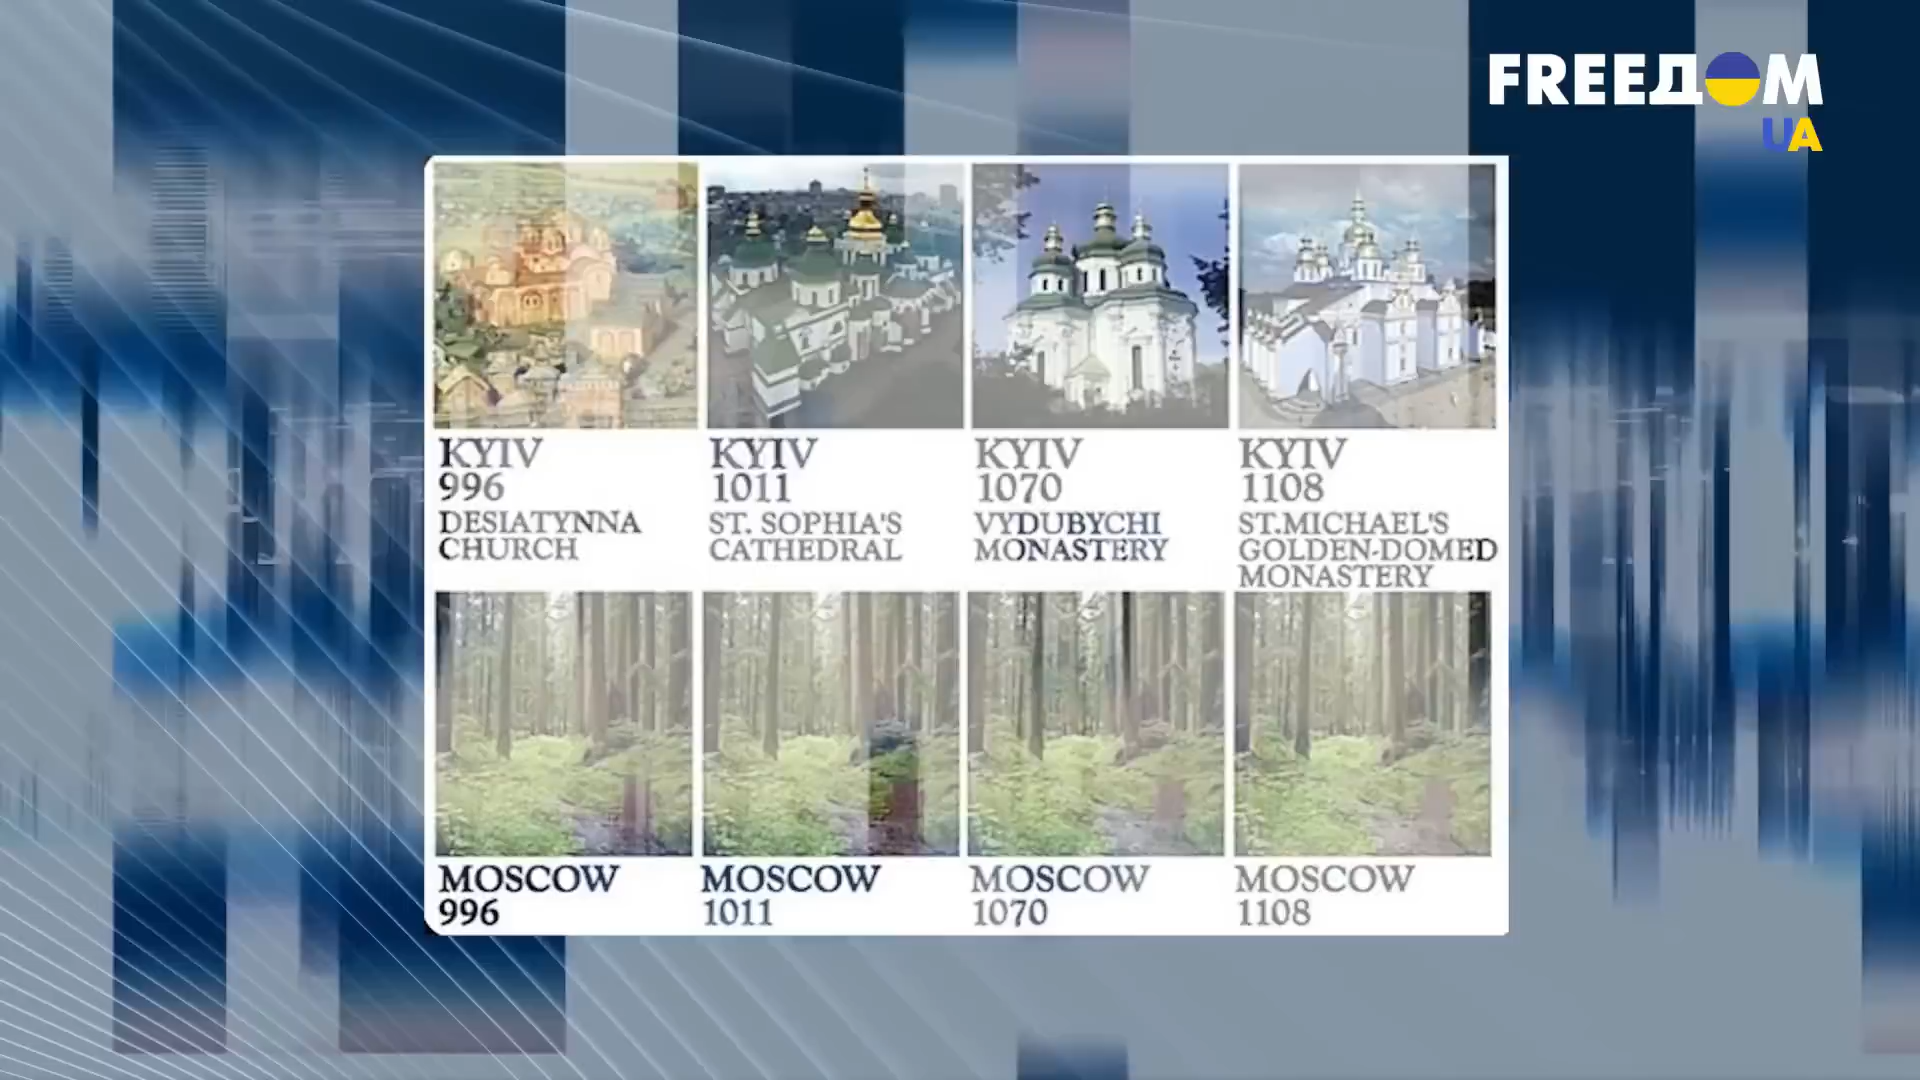 FREEДOM
UA
KYIV
996
DESIATYNNA
CHURCH
KYIV
1011
ST. SOPHIA'S
CATHEDRAL
KYIV
1070
VYDUBYCHI
MONASTERY
KYIV
1108
ST.MICHAEL'S
GOLDEN-DOMED
MONASTERY
MOSCOW
996
MOSCOW
1011
MOSCOW
1070
MOSCOW
1108